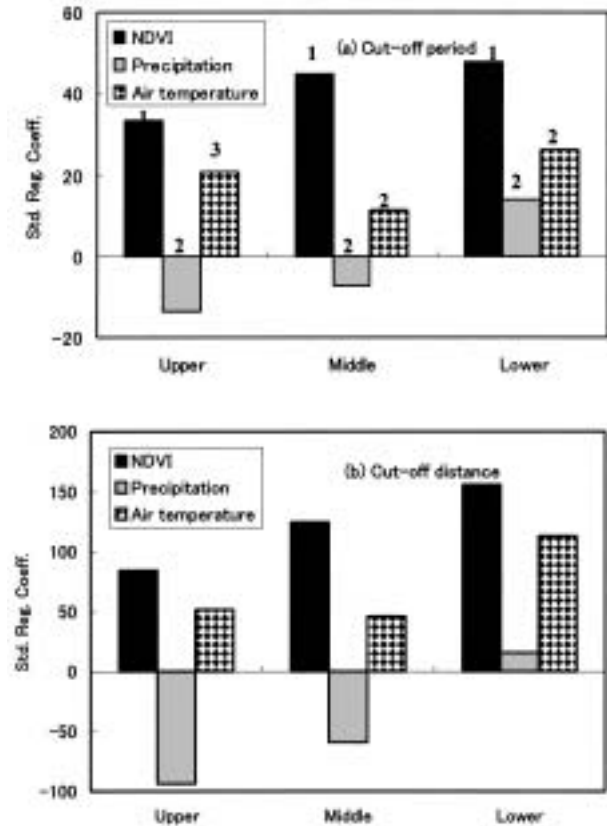 60
NDVI
Precipitation
Air temperature
(a) Cut-off period
40
20
0
-20
Std. Reg. Coeff.
1
2
3
1
2
2
1
2
2
Upper Middle Lower
200
NDVI
Precipitation
Air temperature
(b) Cut-off distance
150
100
50
0
-50
-100
Std. Reg. Coeff.
Upper Middle Lower